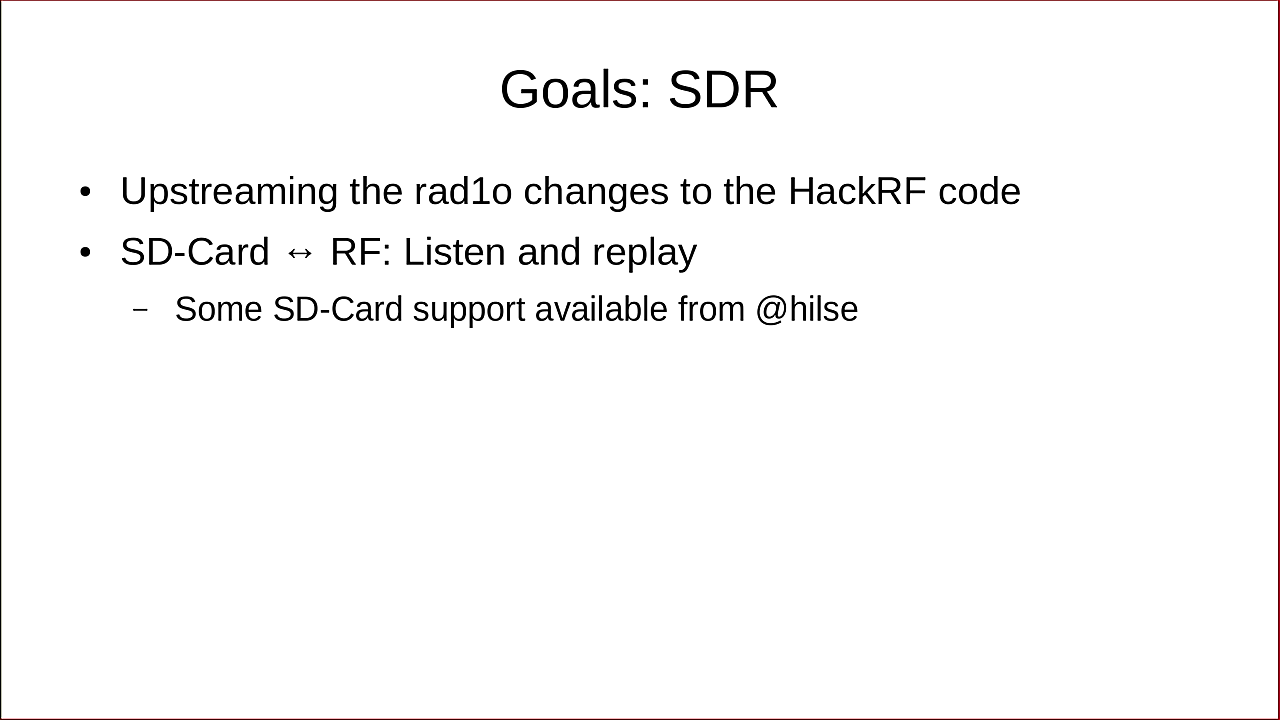 Goals: SDR
• Upstreaming the rad1o changes to the HackRF code
• SD-Card ↔ RF: Listen and replay
– Some SD-Card support available from @hilse